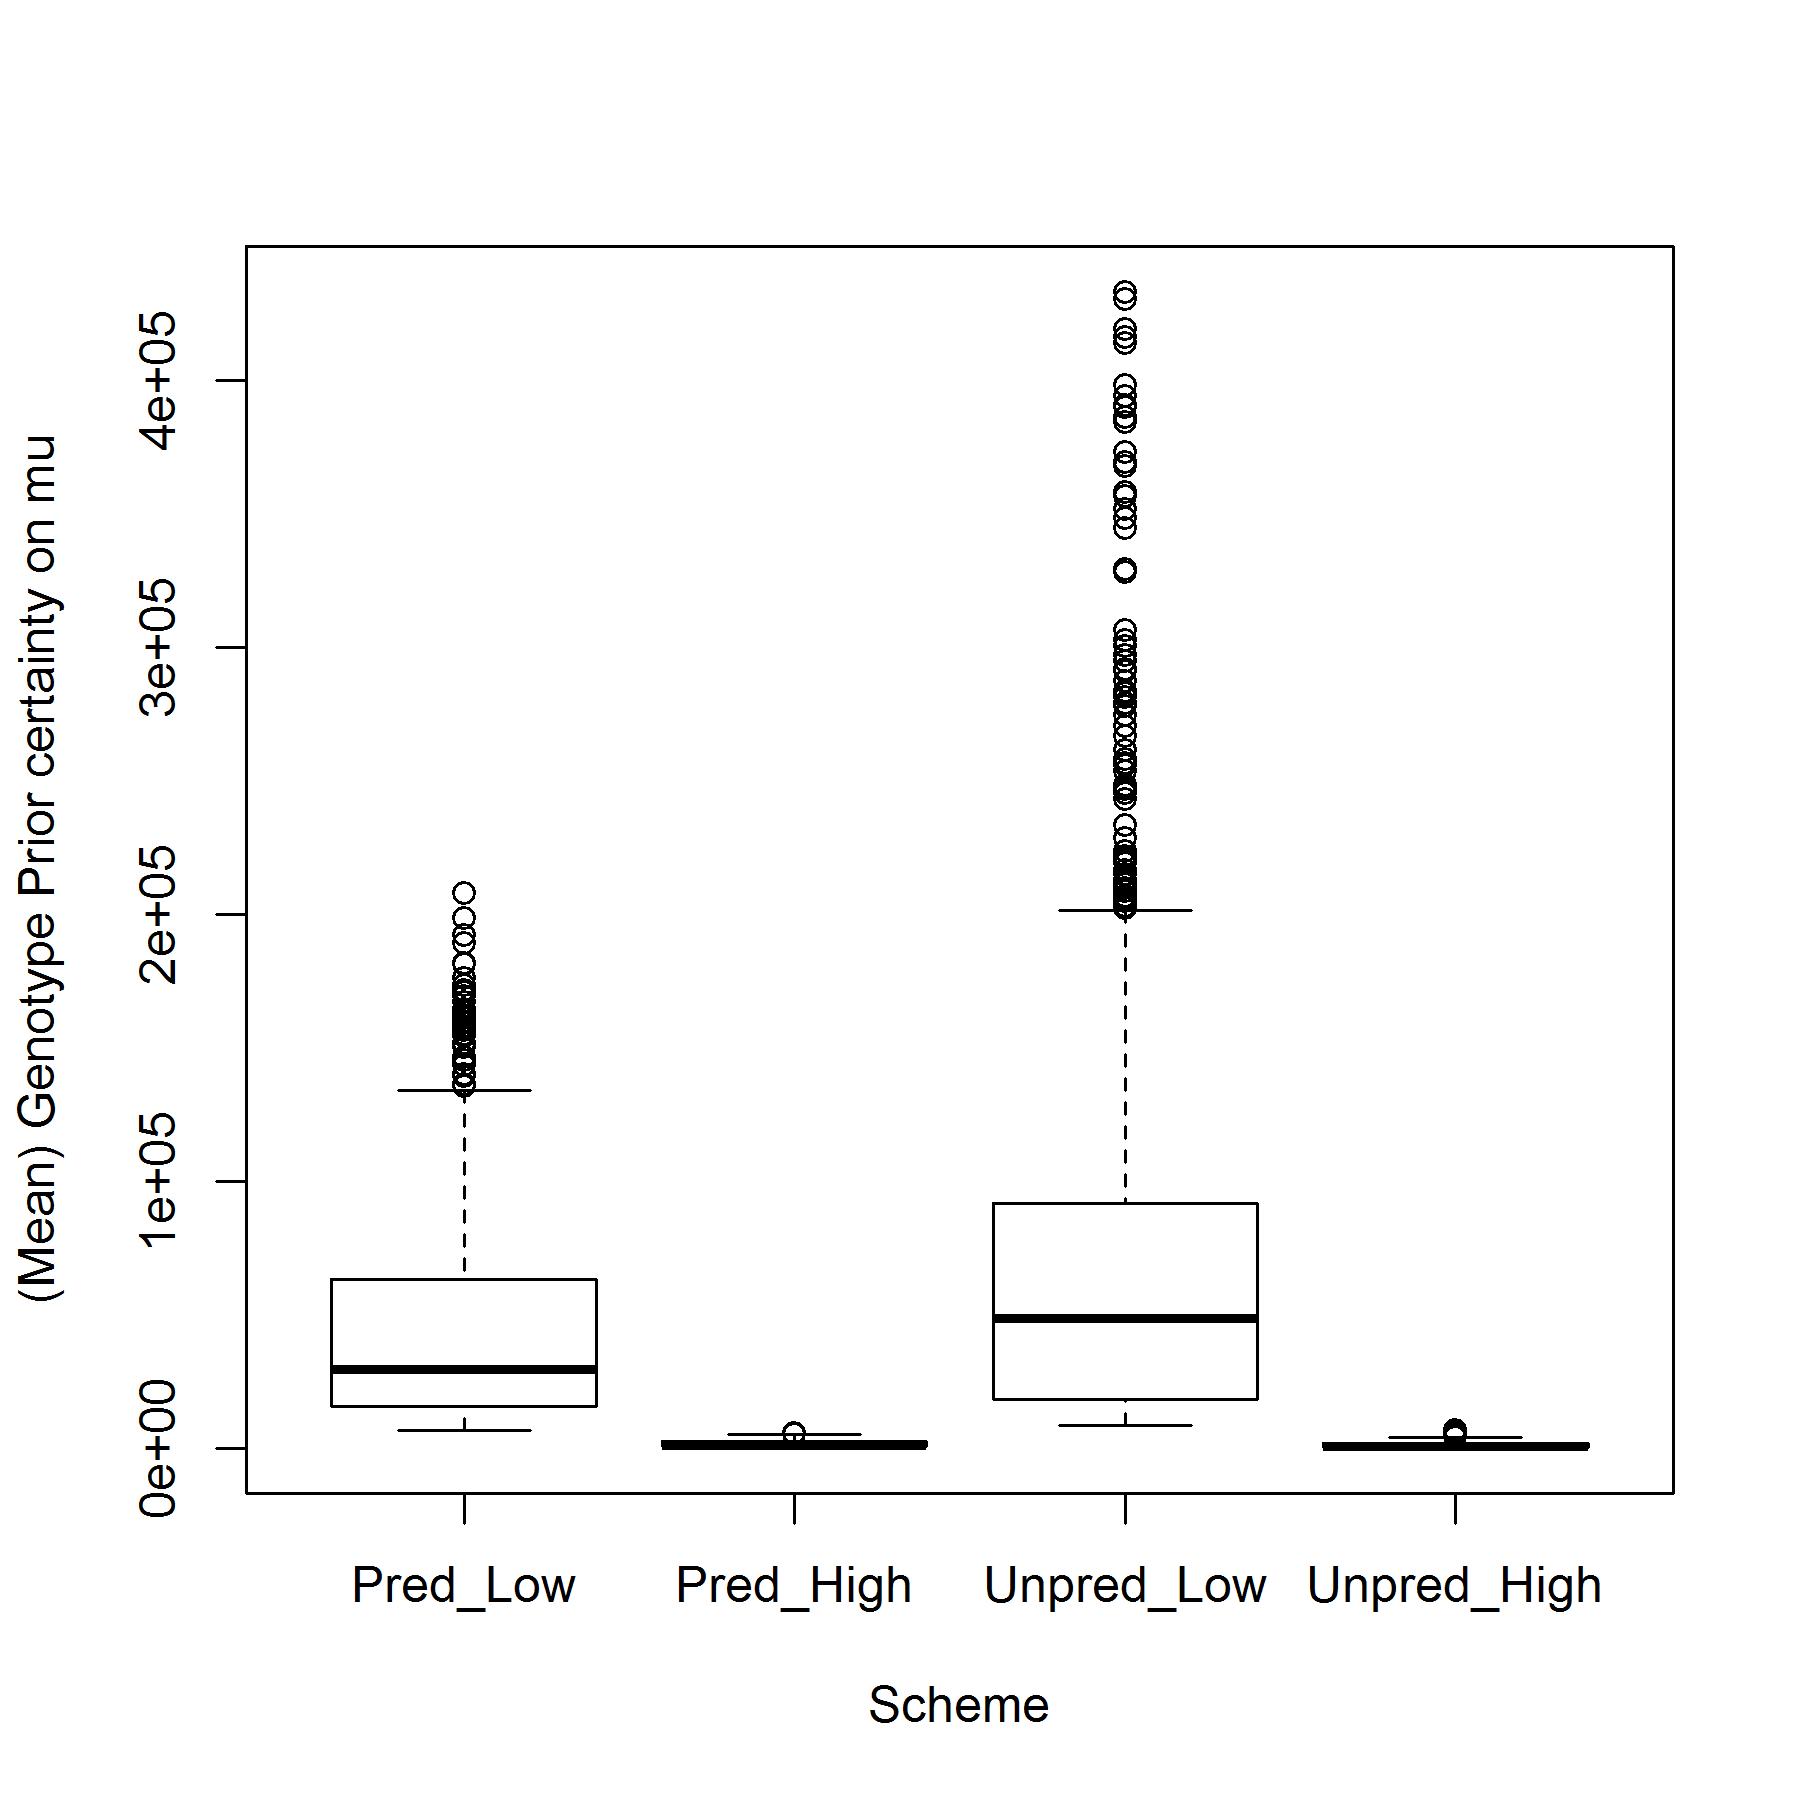 (Mean) Genotype Prior certainty on mu
4e+05
3e+05
2e+05
1e+05
0e+00
Pred_Low Pred_High Unpred_Low Unpred_High
Scheme